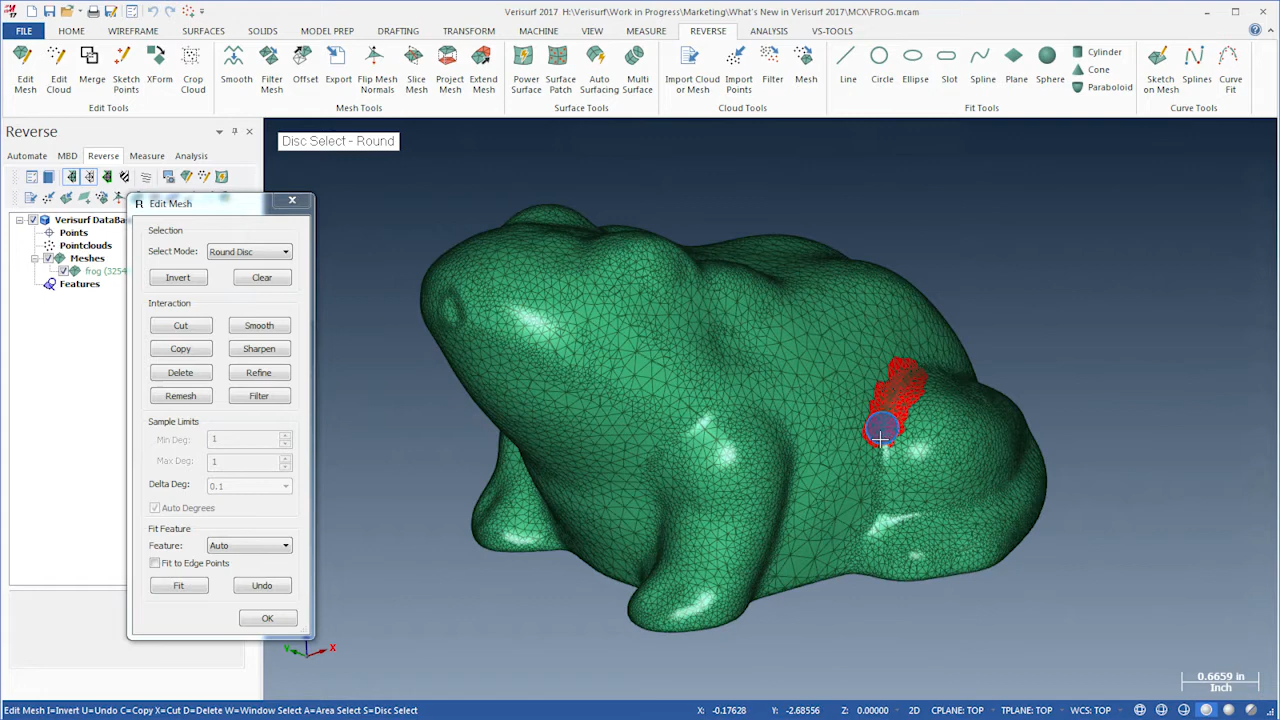 Verisurf 2017 H:\Verisurf\Work in Progress\Marketing\What's New in Verisurf 2017\MCX\FROG.mcam
FILE HOME WIREFRAME SURFACES SOLIDS MODEL PREP DRAFTING TRANSFORM MACHINE VIEW MEASURE REVERSE ANALYSIS VS-TOOLS
Edit Mesh
Edit Cloud
Merge
Sketch Points
XForm
Crop Cloud
Edit Tools
Smooth
Filter Mesh
Offset
Export
Flip Mesh Normals
Slice Mesh
Project Mesh
Extend Mesh
Mesh Tools
Power Surface
Surface Patch
Auto Surface
Multi Surface
Surface Tools
Import Cloud or Mesh
Import Points
Filter
Mesh
Cloud Tools
Line
Circle
Ellipse
Slot
Spline
Plane
Sphere
Cylinder
Cone
Paraboloid
Fit Tools
Sketch on Mesh
Splines
Curve Fit
Curve Tools
Reverse
Automate MBD Reverse Measure Analysis
Verisurf DataBa
Points
Pointclouds
Meshes
frog (3254
Features
Disc Select - Round
Edit Mesh
Selection
Select Mode: Round Disc
Invert Clear
Interaction
Cut Smooth
Copy Sharpen
Delete Refine
Remesh Filter
Sample Limits
Min Deg: 1
Max Deg: 1
Delta Deg: 0.1
Auto Degrees
Fit Feature
Feature: Auto
Fit to Edge Points
Fit Undo
OK
X
0.6659 in
Inch
Edit Mesh I=Invert U=Undo C=Copy X=Cut D=Delete W=Window Select A=Area Select S=Disc Select X: -0.17628 Y: -2.68556 Z: 0.00000 2D CPLANE: TOP TPLANE: TOP WCS: TOP